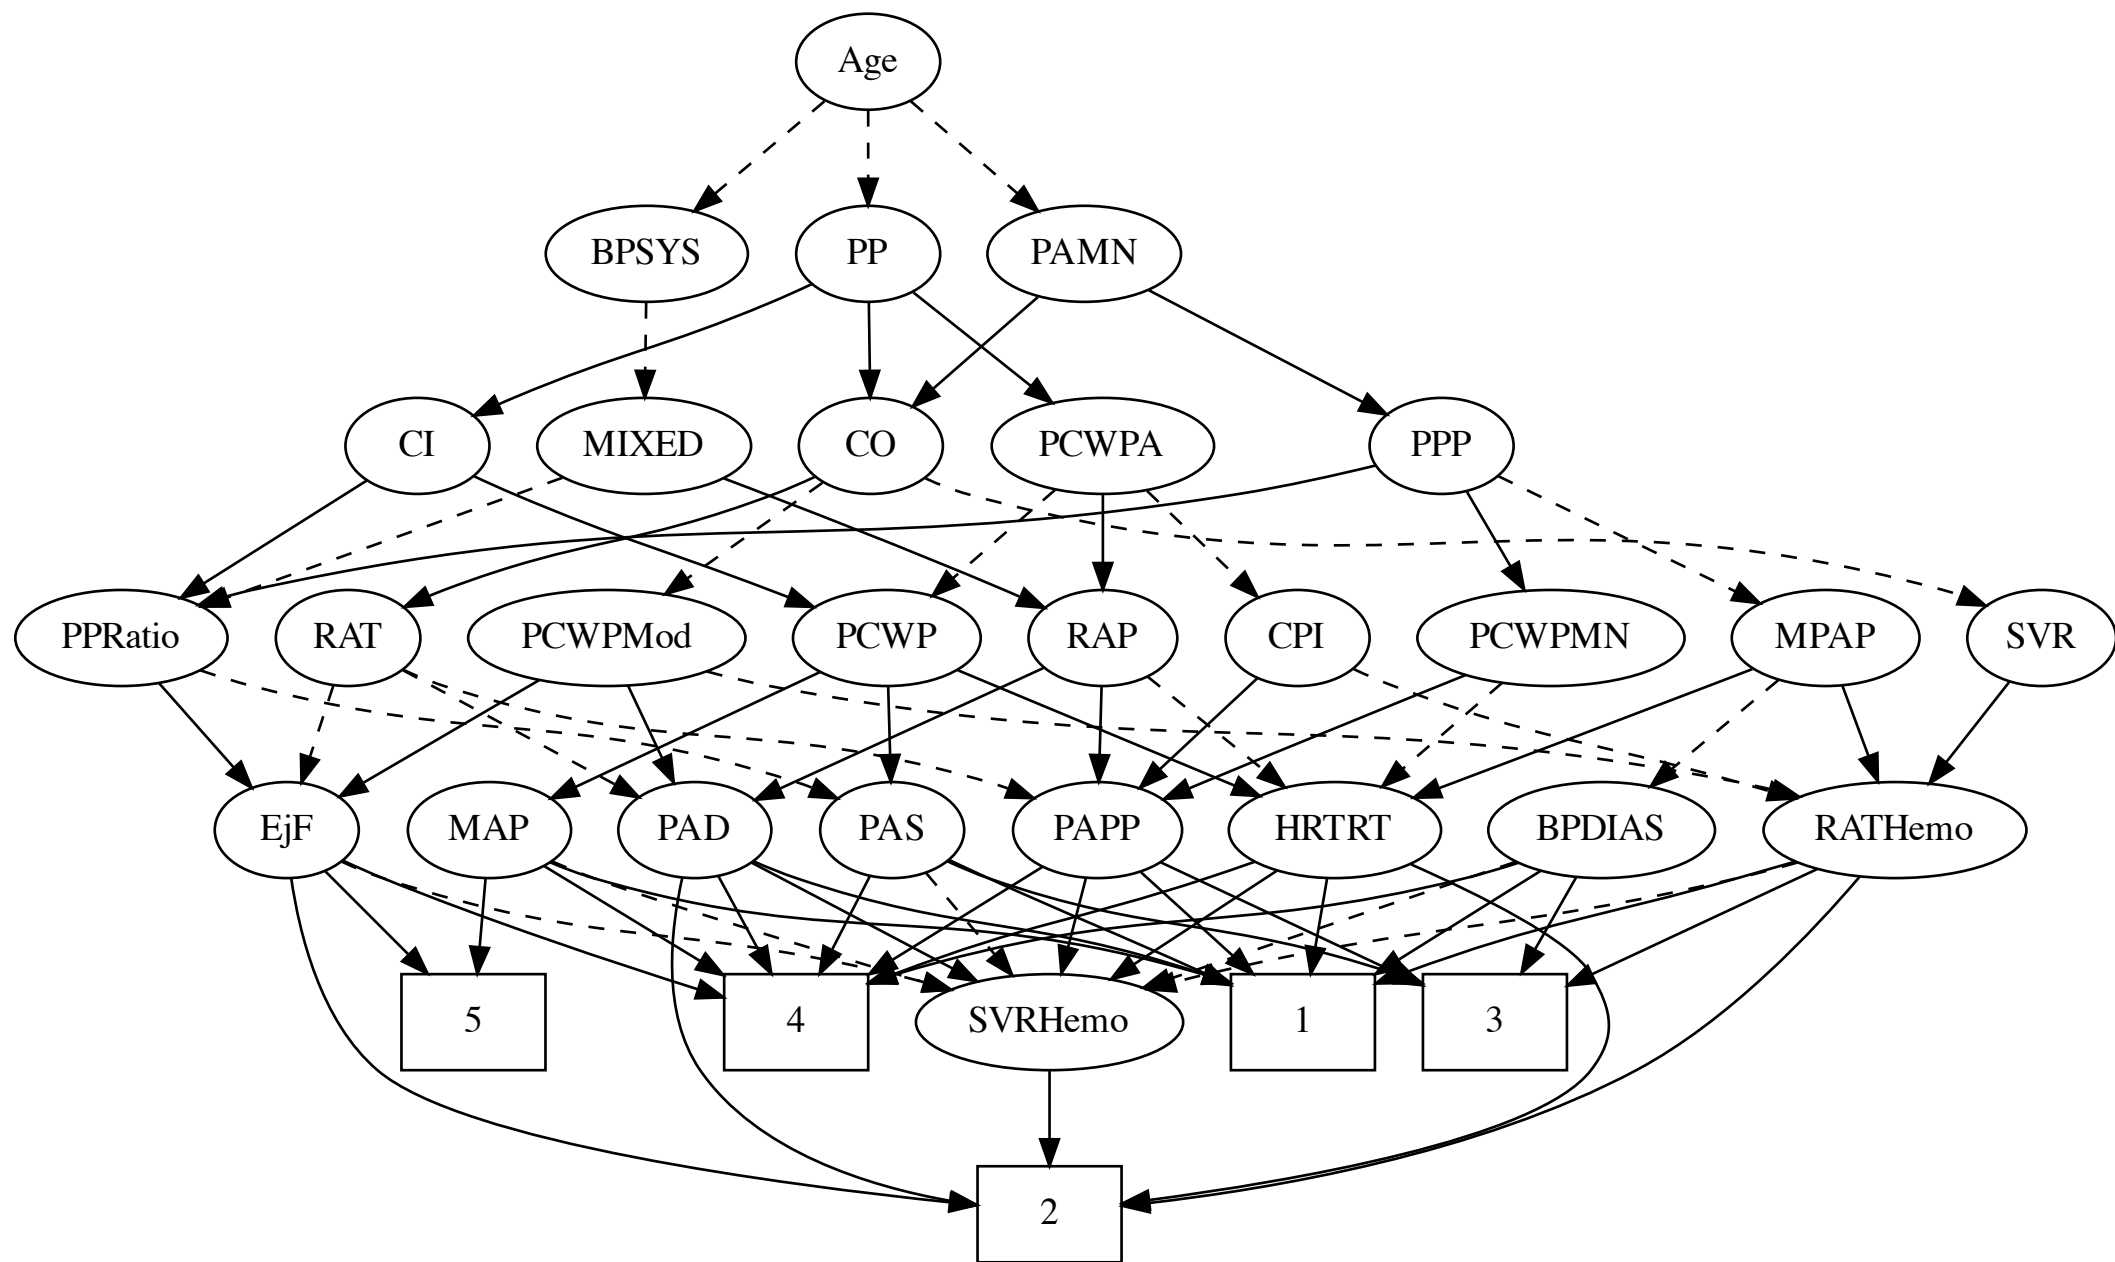 Age
BPSYS PP PAMN
CI MIXED CO PCWPA PPP
PPRatio RAT PCWPMod PCWP RAP CPI PCWPMN MPAP SVR
EjF MAP PAD PAS PAPP HRTRT BPDIAS RATHemo
5 4 SVRHemo 1 3
2